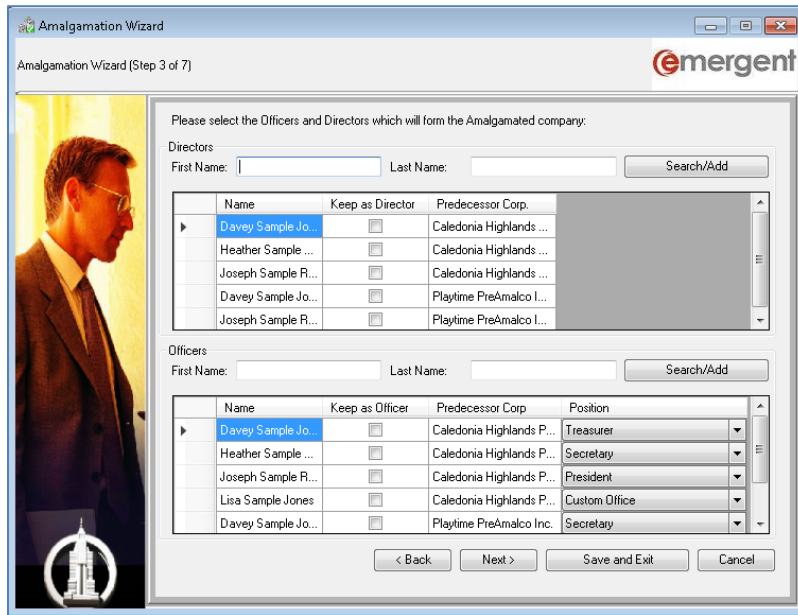 Amalgamation Wizard
Amalgamation Wizard (Step 3 of 7)
emergent
Please select the Officers and Directors which will form the Amalgamated company:
Directors
First Name: Last Name: Search/Add
Name Keep as Director Predecessor Corp.
Davey Sample Jo... Caledonia Highlands ...
Heather Sample ... Caledonia Highlands ...
Joseph Sample R... Caledonia Highlands ...
Davey Sample Jo... Playtime PreAmalco I...
Joseph Sample R... Playtime PreAmalco I...
Officers
First Name: Last Name: Search/Add
Name Keep as Officer Predecessor Corp Position
Davey Sample Jo... Caledonia Highlands P... Treasurer
Heather Sample ... Caledonia Highlands P... Secretary
Joseph Sample R... Caledonia Highlands P... President
Lisa Sample Jones Caledonia Highlands P... Custom Office
Davey Sample Jo... Playtime PreAmalco Inc. Secretary
< Back Next > Save and Exit Cancel